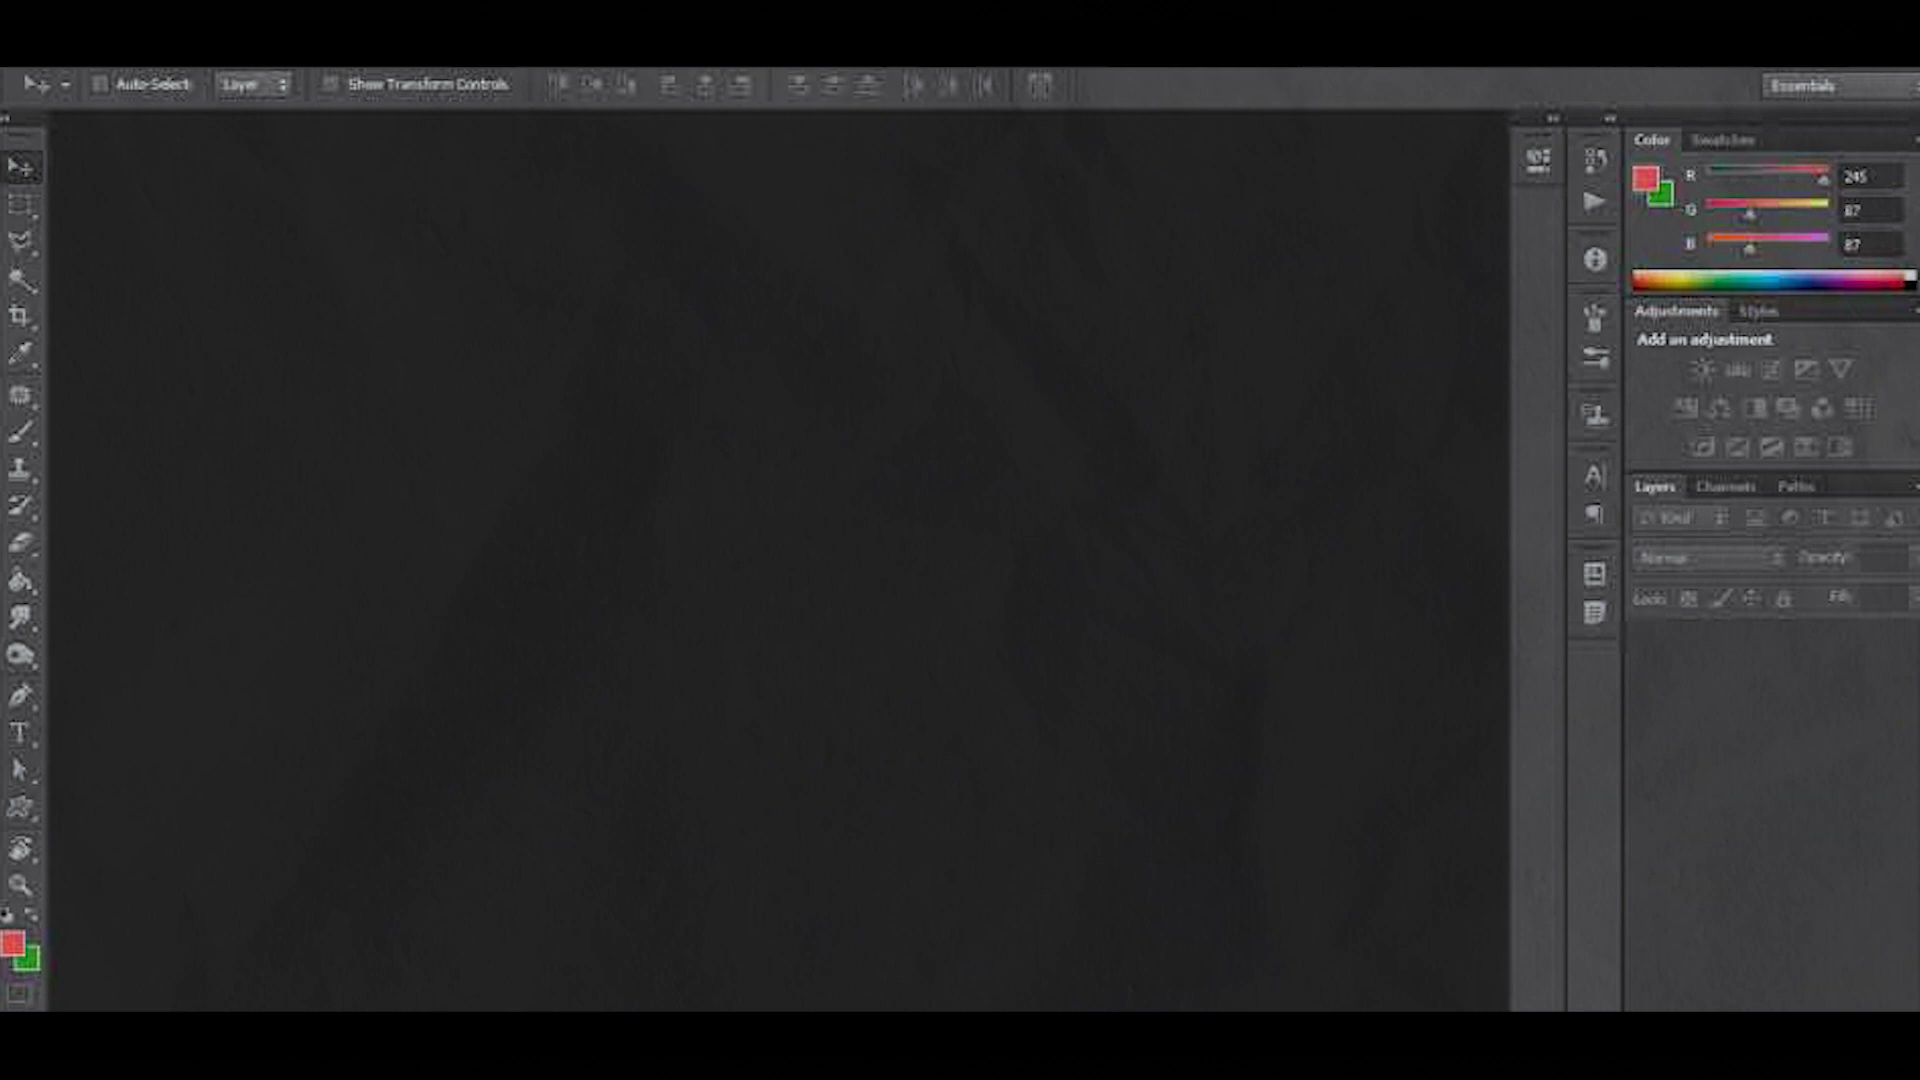 Auto-Select: Layer Show Transform Controls
Essentials
Color Swatches
R 245
G 87
B 87
Adjustments Styles
Add an adjustment
Layers Channels Paths
Kind
Normal Opacity:
Lock: Fill: